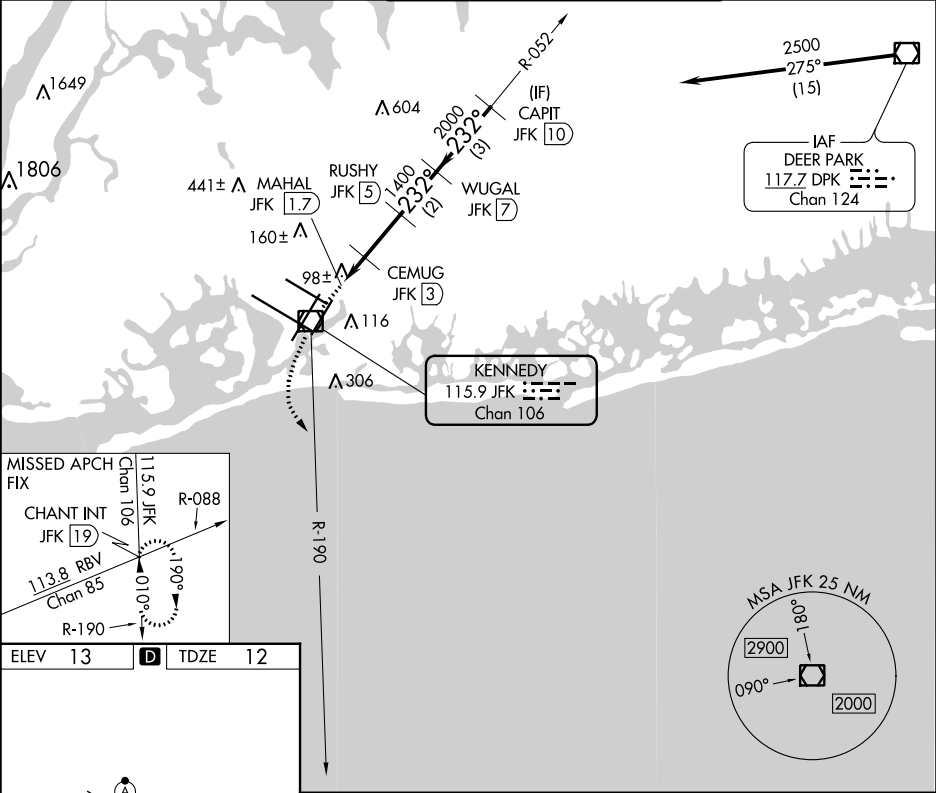 1649
1806
604
R-052
2500
275°
(15)
(IF)
CAPIT
JFK 10
2000
232°
(3)
IAF
DEER PARK
117.7 DPK
Chan 124
RUSHY
JFK 5
1400
232°
(2)
WUGAL
JFK 7
441±
MAHAL
JFK 1.7
160±
98±
CEMUG
JFK 3
116
306
KENNEDY
115.9 JFK
Chan 106
R-190
MISSED APCH
FIX
Chan 106
115.9 JFK
R-088
CHANT INT
JFK 19
113.8 RBV
Chan 85
010°
190°
R-190
MSA JFK 25 NM
180°
2900
090°
2000
ELEV 13 D TDZE 12
A